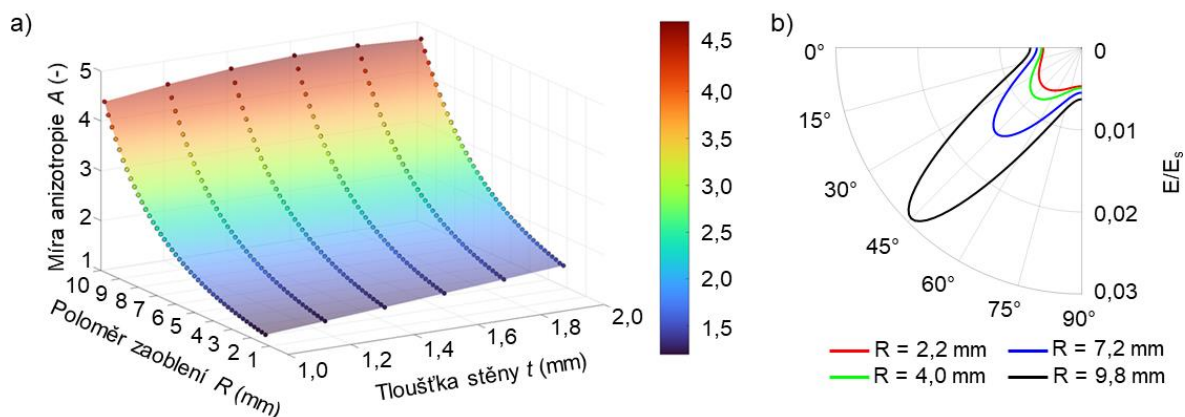 a)
Míra anizotropie A (-)
5
4
3
2
1
10 9 8 7 6 5 4 3 2 1
Poloměr zaoblení R (mm)
1,0 1,2 1,4 1,6 1,8 2,0
Tloušťka stěny t (mm)
4,5
4,0
3,5
3,0
2,5
2,0
1,5
b)
0°
15°
30°
45°
60°
75°
90°
0
0,01
0,02
0,03
E/Es
R = 2,2 mm
R = 7,2 mm
R = 4,0 mm
R = 9,8 mm